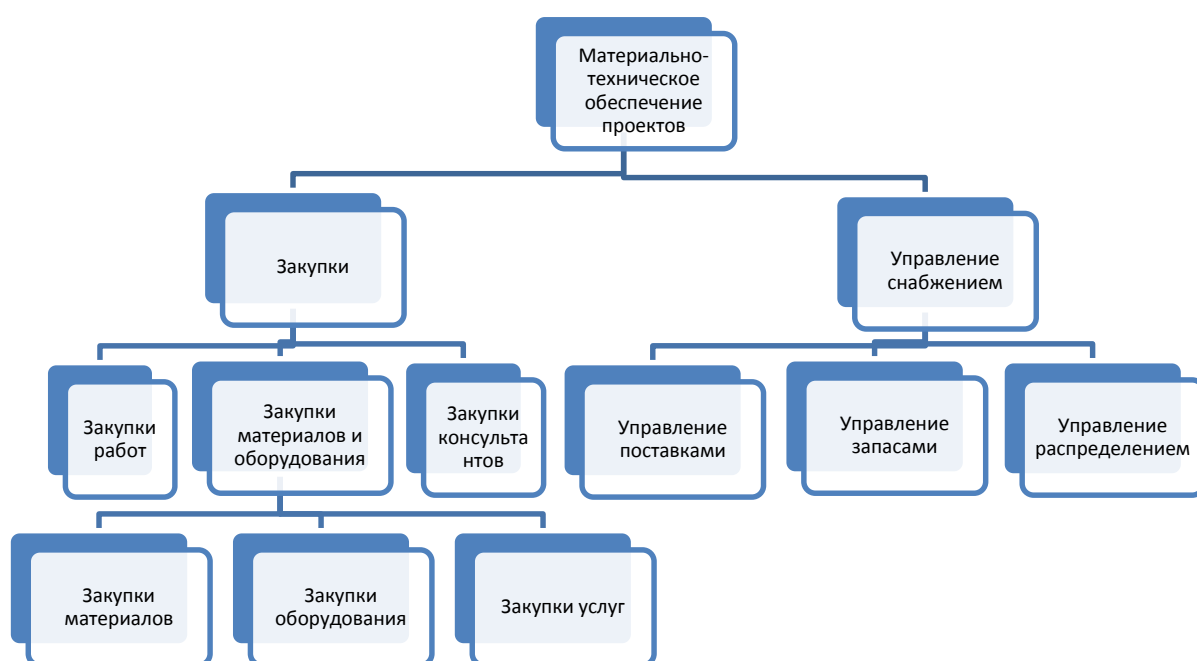 Материально-
техническое
обеспечение
проектов
Закупки
Управление
снабжением
Закупки
работ
Закупки
материалов и
оборудования
Закупки
консульта
нтов
Управление
поставками
Управление
запасами
Управление
распределением
Закупки
материалов
Закупки
оборудования
Закупки услуг